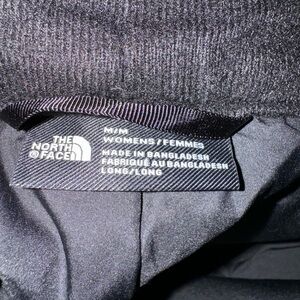 THE
NORTH
FACE
M/M
WOMENS/FEMMES
MADE IN BANGLADESH
FABRIQUÉ AU BANGLADESH
LONG/LONG